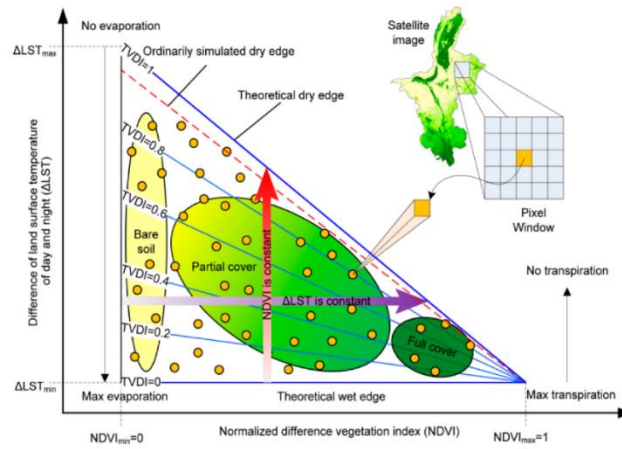 No evaporation
Satellite
image
ΔLSTmax
TVDI=1
Ordinarily simulated dry edge
Theoretical dry edge
TVDI=0.8
Difference of land surface temperature
of day and night (ΔLST)
TVDI=0.6
Bare
soil
Partial cover
NDVI is constant
Pixel
Window
TVDI=0.4
ΔLST is constant
No transpiration
TVDI=0.2
Full cover
ΔLSTmin
TVDI=0
Max evaporation
Theoretical wet edge
Max transpiration
NDVImin=0
Normalized difference vegetation index (NDVI)
NDVImax=1